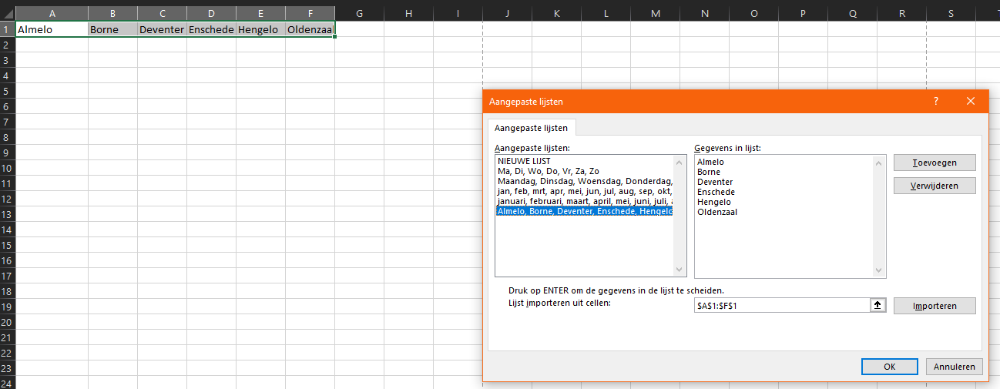 A B C D E F G H I J K L M N O P Q R S
1 Almelo Borne Deventer Enschede Hengelo Oldenzaal
2
3
4
5
6
7
8
9
10
11
12
13
14
15
16
17
18
19
20
21
22
23
24
Aangepaste lijsten ?
Aangepaste lijsten
Aangepaste lijsten:
NIEUWE LIJST
Ma, Di, Wo, Do, Vr, Za, Zo
Maandag, Dinsdag, Woensdag, Donderdag,
jan, feb, mrt, apr, mei, jun, jul, aug, sep, okt,
januari, februari, maart, april, mei, juni, juli,
Almelo, Borne, Deventer, Enschede, Hengelo
Gegevens in lijst:
Almelo
Borne
Deventer
Enschede
Hengelo
Oldenzaal
Toevoegen
Verwijderen
Druk op ENTER om de gegevens in de lijst te scheiden.
Lijst importeren uit cellen: $A$1:$F$1 Importeren
OK Annuleren